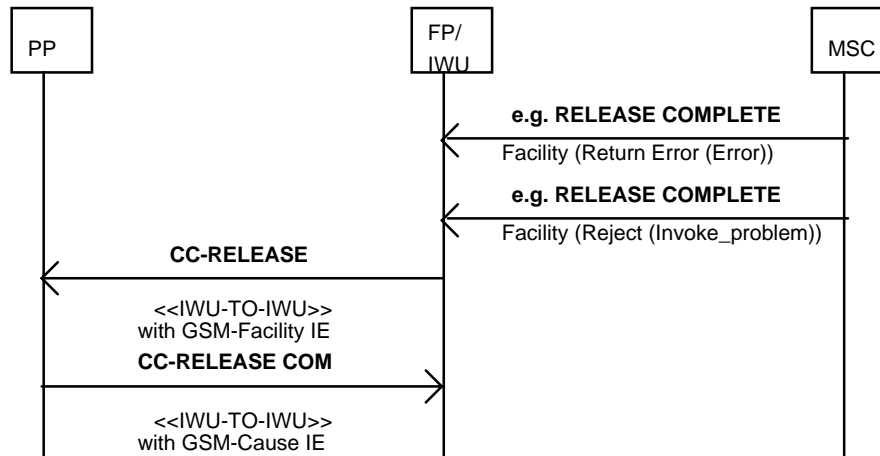 PP
FP/
IWU
MSC
e.g. RELEASE COMPLETE
Facility (Return Error (Error))
e.g. RELEASE COMPLETE
Facility (Reject (Invoke_problem))
CC-RELEASE
<<IWU-TO-IWU>>
with GSM-Facility IE
CC-RELEASE COM
<<IWU-TO-IWU>>
with GSM-Cause IE